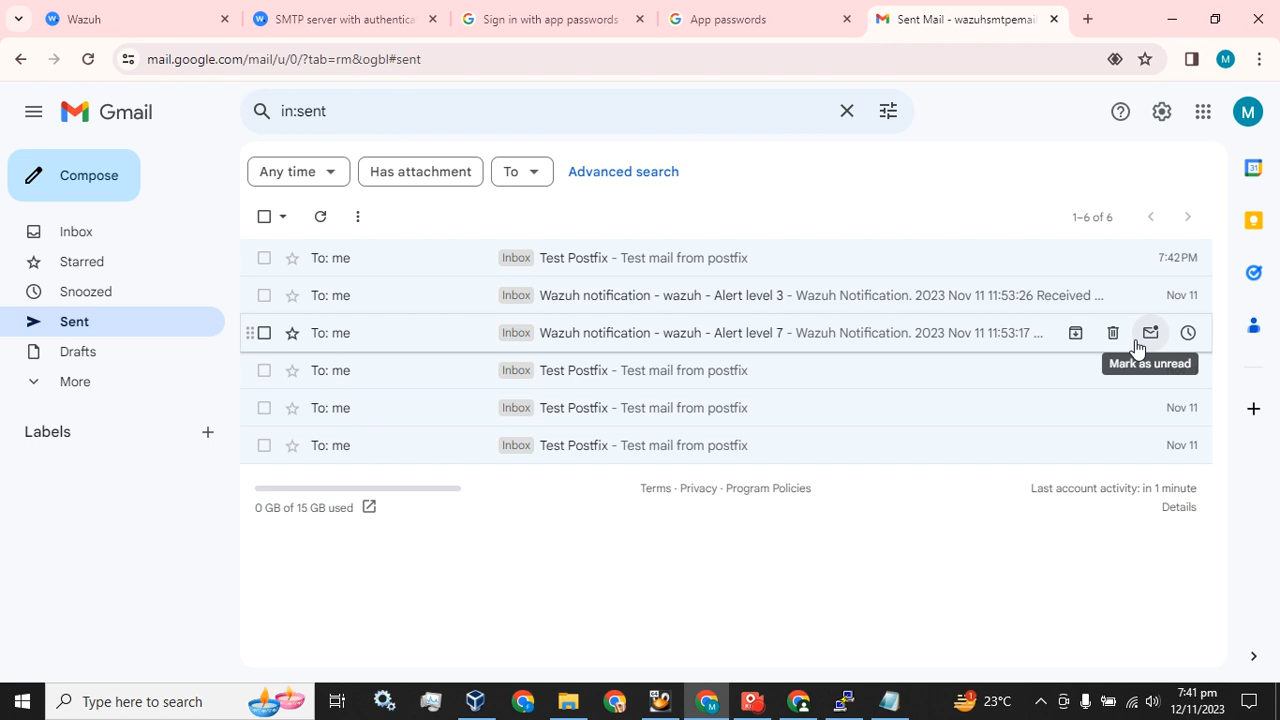 Wazuh
SMTP server with authentica
Sign in with app passwords
App passwords
Sent Mail - wazuhsmtpemail
mail.google.com/mail/u/0/?tab=rm&ogbl#sent
M
Gmail
in:sent
M
Compose
Any time
Has attachment
To
Advanced search
1–6 of 6
Inbox
Starred
Snoozed
Sent
Drafts
More
Labels
To: me Inbox Test Postfix - Test mail from postfix 7:42 PM
To: me Inbox Wazuh notification - wazuh - Alert level 3 - Wazuh Notification. 2023 Nov 11 11:53:26 Received ... Nov 11
To: me Inbox Wazuh notification - wazuh - Alert level 7 - Wazuh Notification. 2023 Nov 11 11:53:17 ...
Mark as unread
To: me Inbox Test Postfix - Test mail from postfix
To: me Inbox Test Postfix - Test mail from postfix Nov 11
To: me Inbox Test Postfix - Test mail from postfix Nov 11
0 GB of 15 GB used
Terms · Privacy · Program Policies
Last account activity: in 1 minute
Details
31
Type here to search
23°C
7:41 pm
12/11/2023